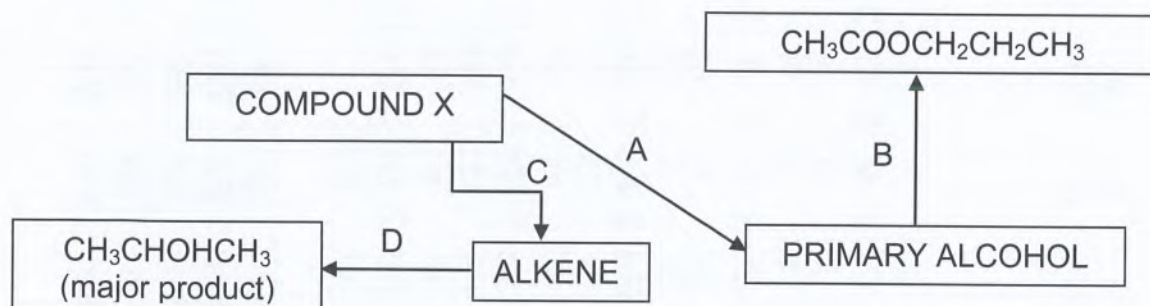 CH₃COOCH₂CH₂CH₃
COMPOUND X
A
B
C
CH₃CHOHCH₃
(major product)
D
ALKENE
PRIMARY ALCOHOL